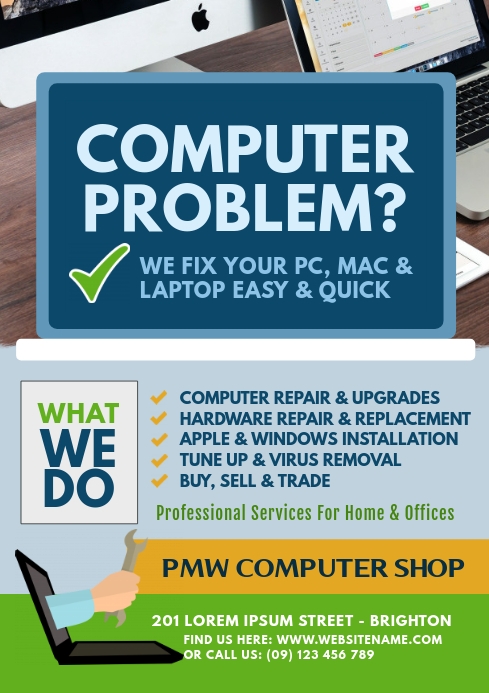 COMPUTER
PROBLEM?
WE FIX YOUR PC, MAC &
LAPTOP EASY & QUICK
WHAT
WE
DO
COMPUTER REPAIR & UPGRADES
HARDWARE REPAIR & REPLACEMENT
APPLE & WINDOWS INSTALLATION
TUNE UP & VIRUS REMOVAL
BUY, SELL & TRADE
Professional Services For Home & Offices
PMW COMPUTER SHOP
201 LOREM IPSUM STREET - BRIGHTON
FIND US HERE: WWW.WEBSITENAME.COM
OR CALL US: (09) 123 456 789